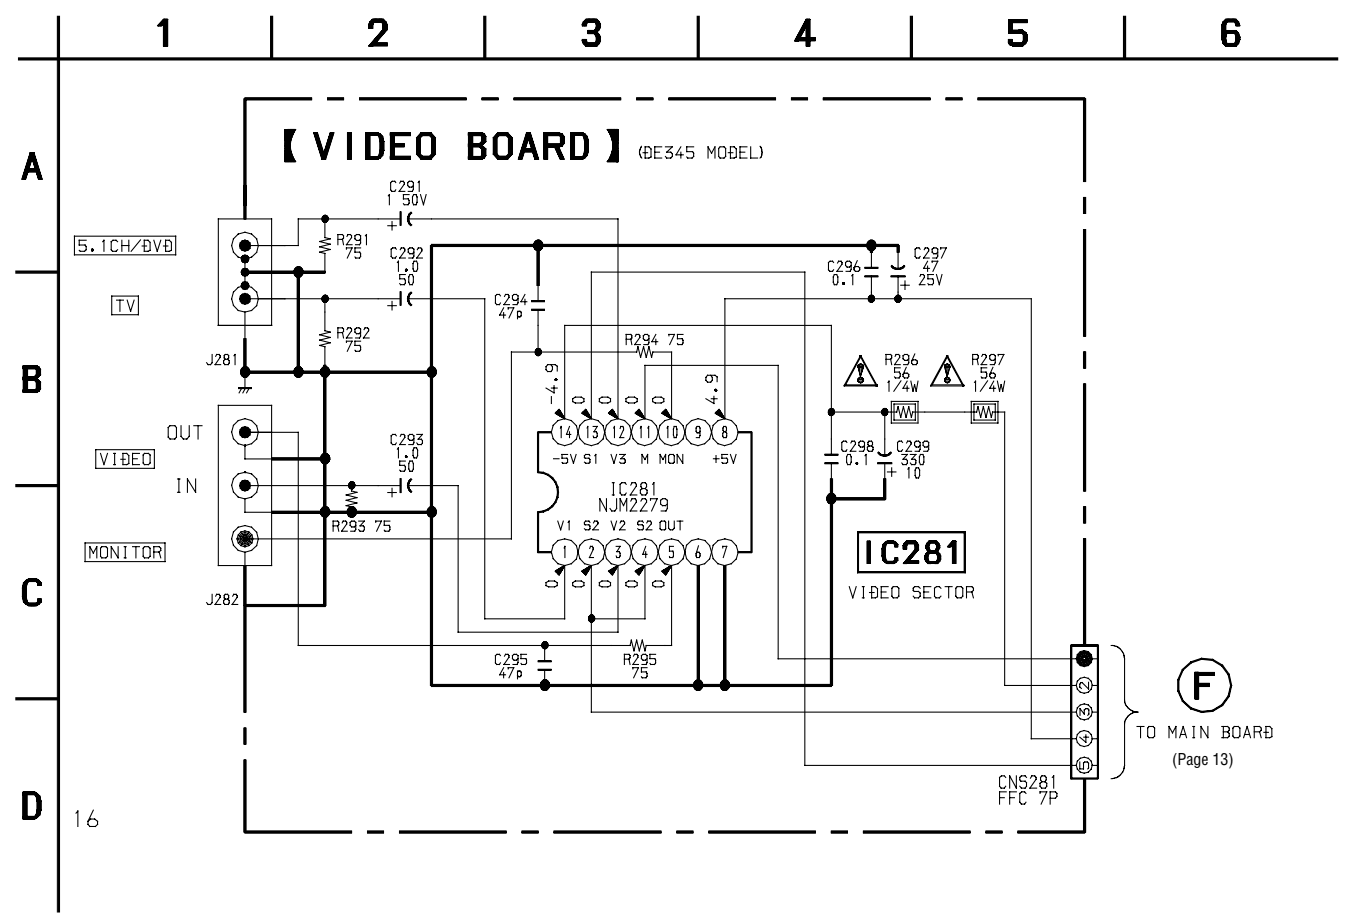 1 2 3 4 5 6
A
B
C
D
【 VIDEO BOARD 】 (DE345 MODEL)
C291
1 50V
5.1CH/DVD
R291
75
C292
1.0
50
TV
R292
75
J281
C296
0.1
C297
47
25V
C294
47p
R294 75
R296
56
1/4W
R297
56
1/4W
-4.9 0 0 0 0 4.9
14 13 12 11 10 9 8
-5V S1 V3 M MON +5V
OUT
VIDEO
IN
C293
1.0
50
R293 75
C298
0.1
C299
330
10
IC281
NJM2279
V1 S2 V2 S2 OUT
1 2 3 4 5 6 7
0 0 0 0 0
MONITOR
J282
IC281
VIDEO SECTOR
C295
47p
R295
75
2
3
4
5
F
TO MAIN BOARD
(Page 13)
CNS281
FFC 7P
16